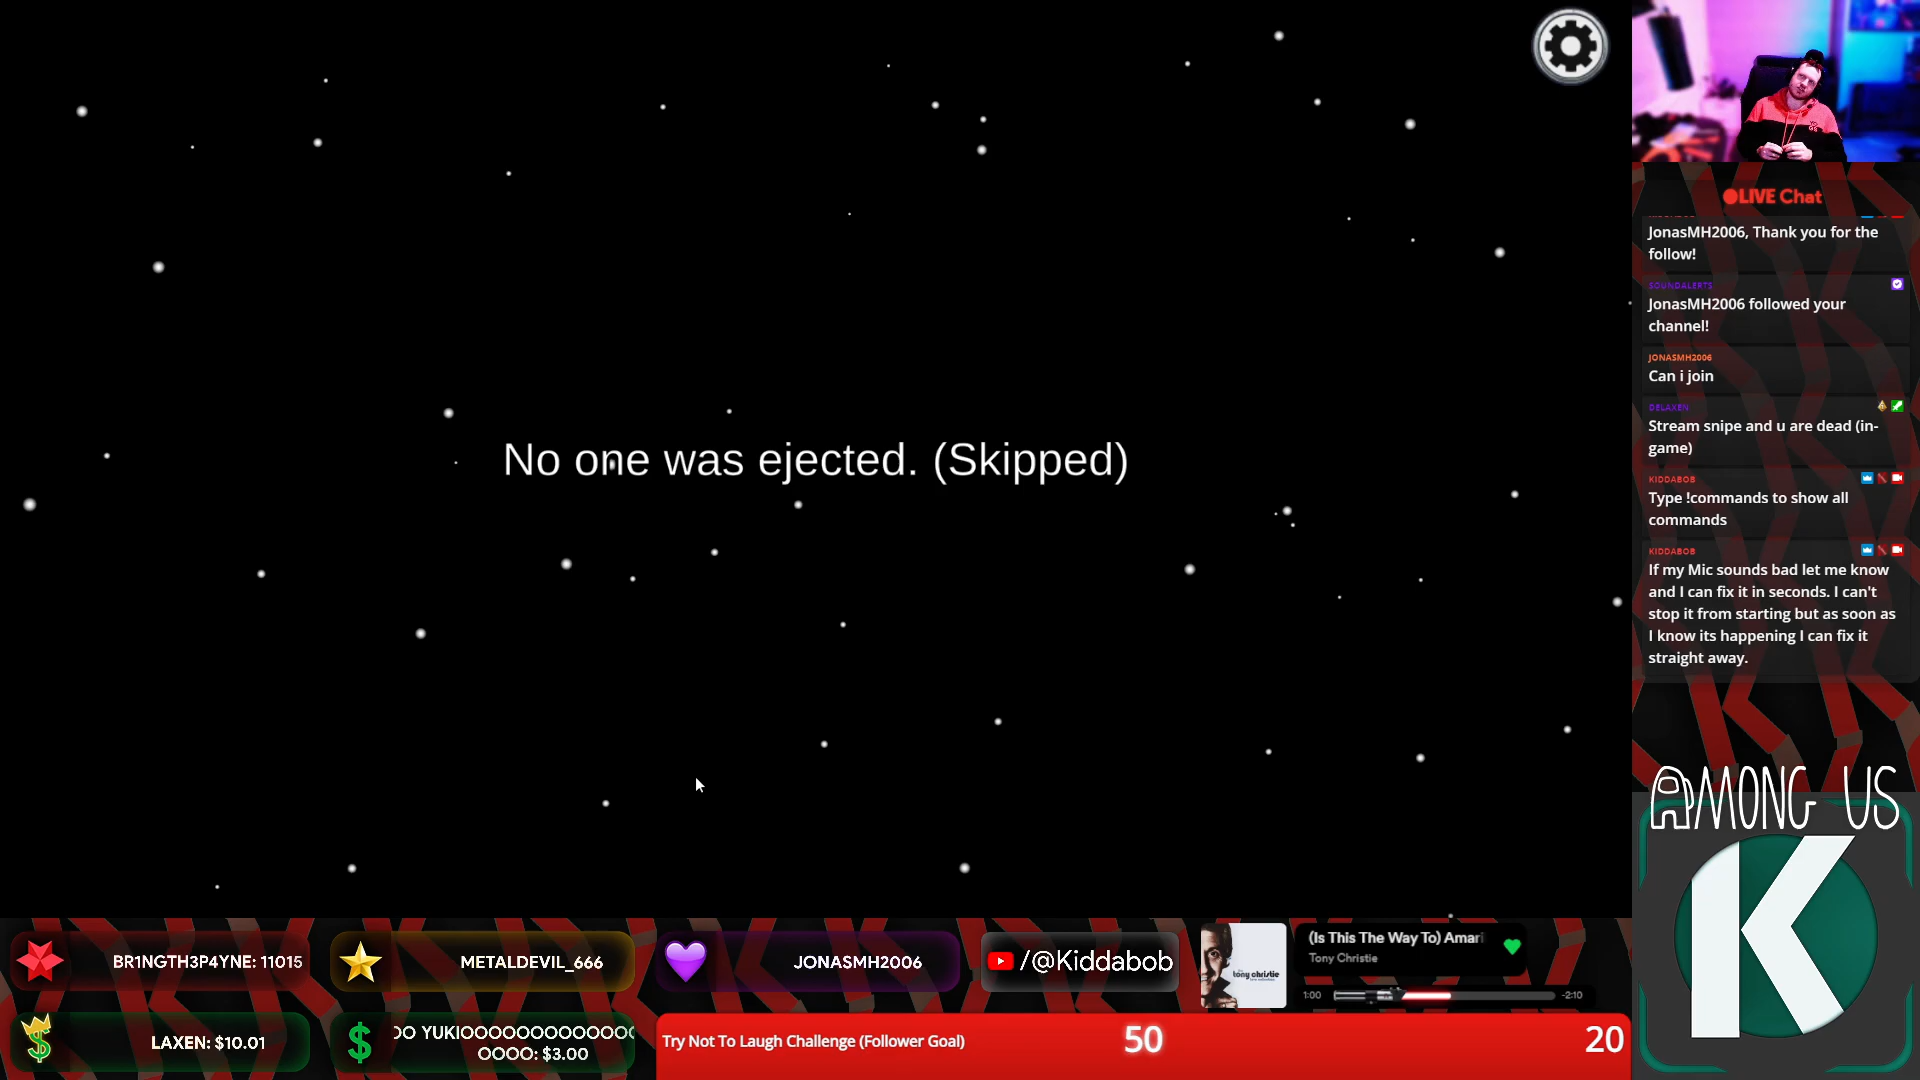 No one was ejected. (Skipped)
LIVE Chat
JonasMH2006, Thank you for the
follow!
SOUNDALERTS
JonasMH2006 followed your
channel!
JONASMH2006
Can i join
DELAXEN
Stream snipe and u are dead (in-
game)
KIDDABOB
Type !commands to show all
commands
KIDDABOB
If my Mic sounds bad let me know
and I can fix it in seconds. I can't
stop it from starting but as soon as
I know its happening I can fix it
straight away.
AMONG US
K
BR1NGTH3P4YNE: 11015
METALDEVIL_666
JONASMH2006
/@Kiddabob
tony christie
(Is This The Way To) Amari
Tony Christie
1:00
-2:10
LAXEN: $10.01
OO YUKIOOOOOOOOOOOOO
OOOO: $3.00
Try Not To Laugh Challenge (Follower Goal)
50
20